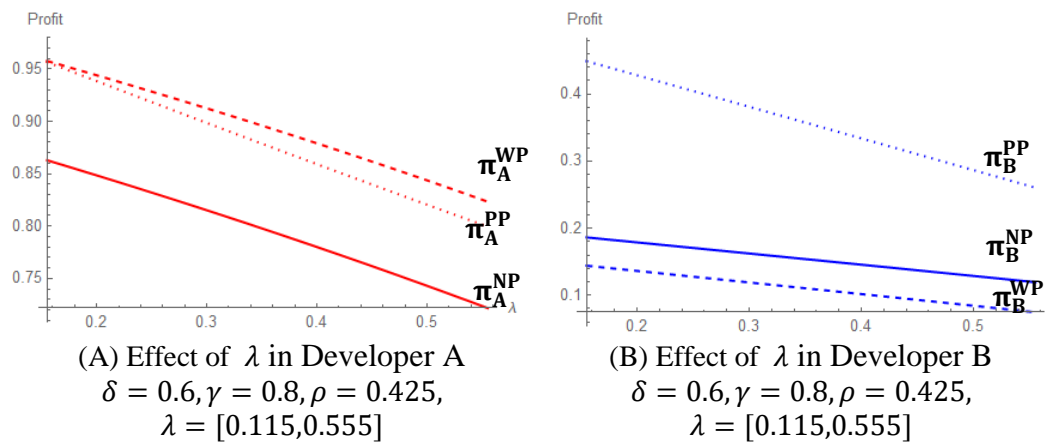 Profit
0.95
0.90
0.85
0.80
0.75
0.2 0.3 0.4 0.5 λ
π_A^WP
π_A^PP
π_A^NP
(A) Effect of λ in Developer A
δ = 0.6, γ = 0.8, ρ = 0.425,
λ = [0.115,0.555]
Profit
0.4
0.3
0.2
0.1
0.2 0.3 0.4 0.5
π_B^PP
π_B^NP
π_B^WP
(B) Effect of λ in Developer B
δ = 0.6, γ = 0.8, ρ = 0.425,
λ = [0.115,0.555]